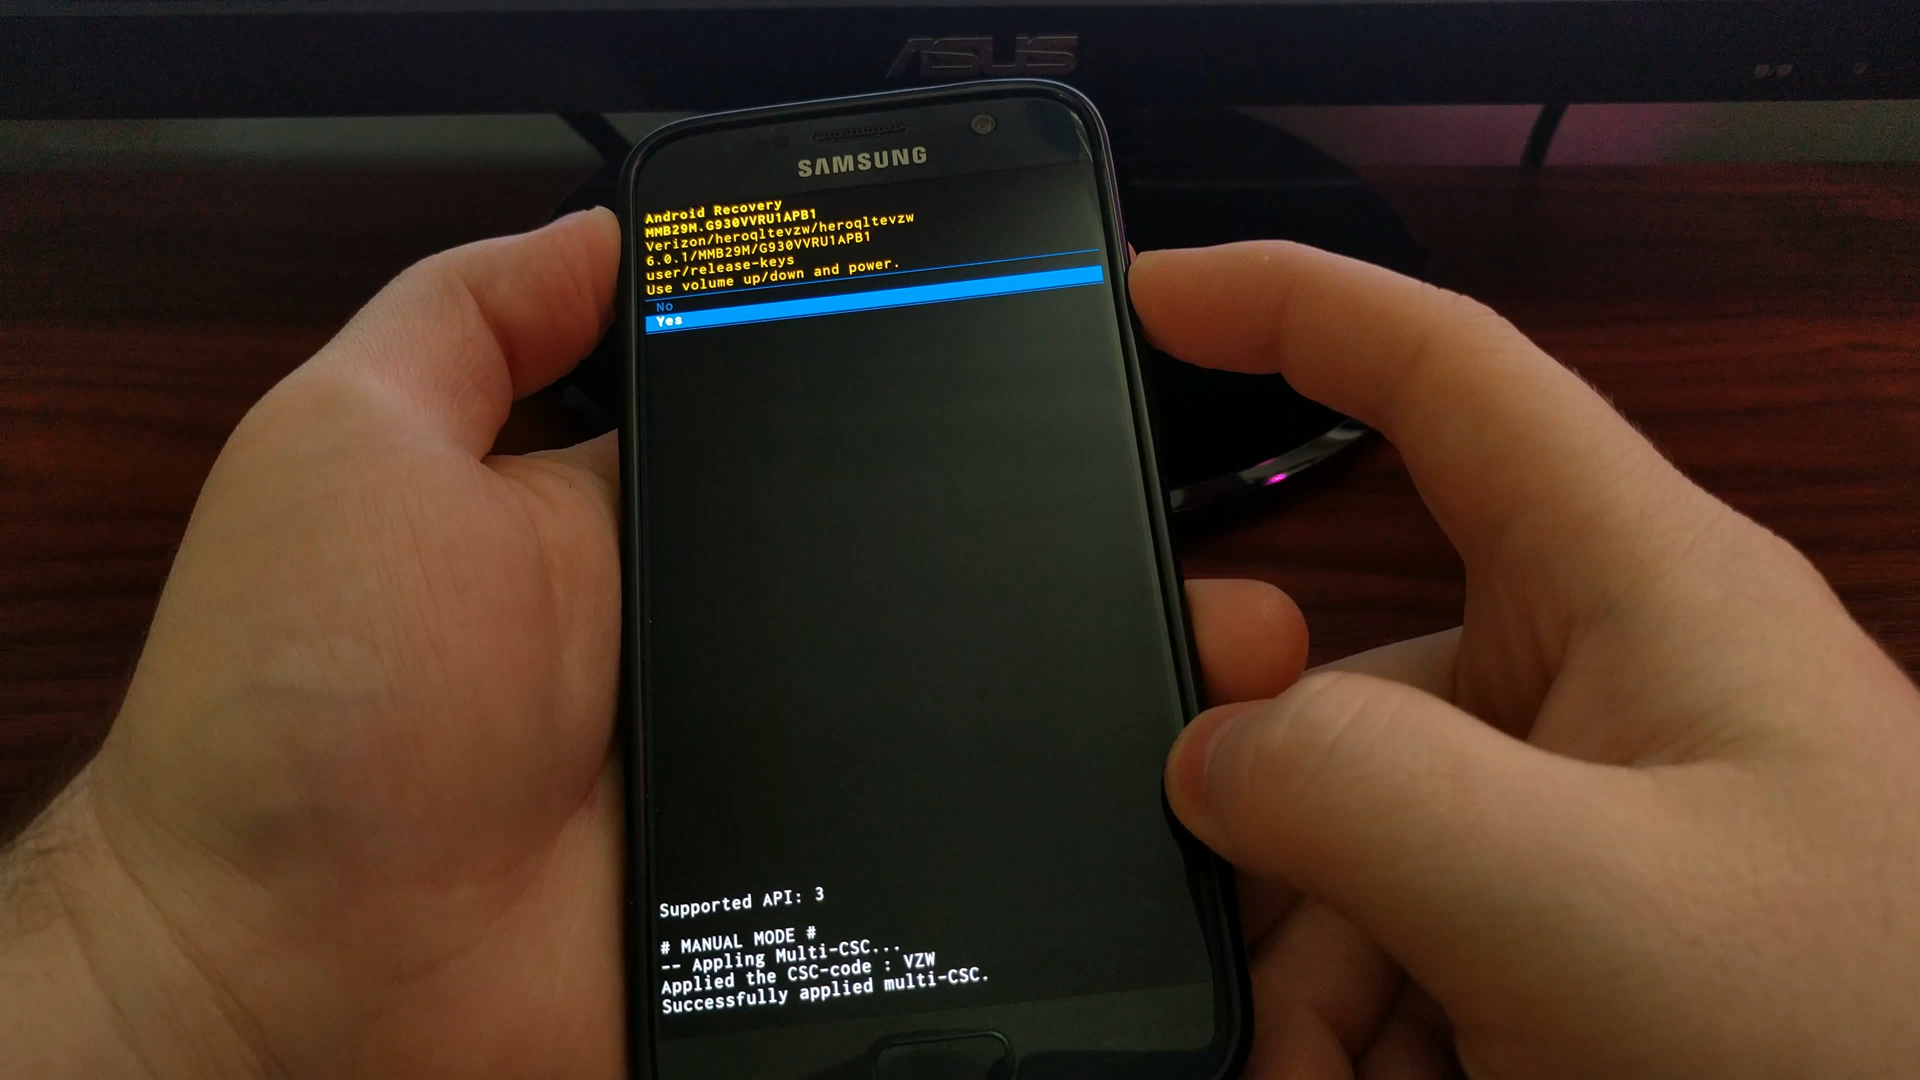 ASUS
SAMSUNG
Android Recovery
MMB29M.G930VVRU1APB1
Verizon/heroqltevzw/heroqltevzw
6.0.1/MMB29M/G930VVRU1APB1
user/release-keys
Use volume up/down and power.
No
Yes
Supported API: 3
# MANUAL MODE #
-- Appling Multi-CSC...
Applied the CSC-code : VZW
Successfully applied multi-CSC.